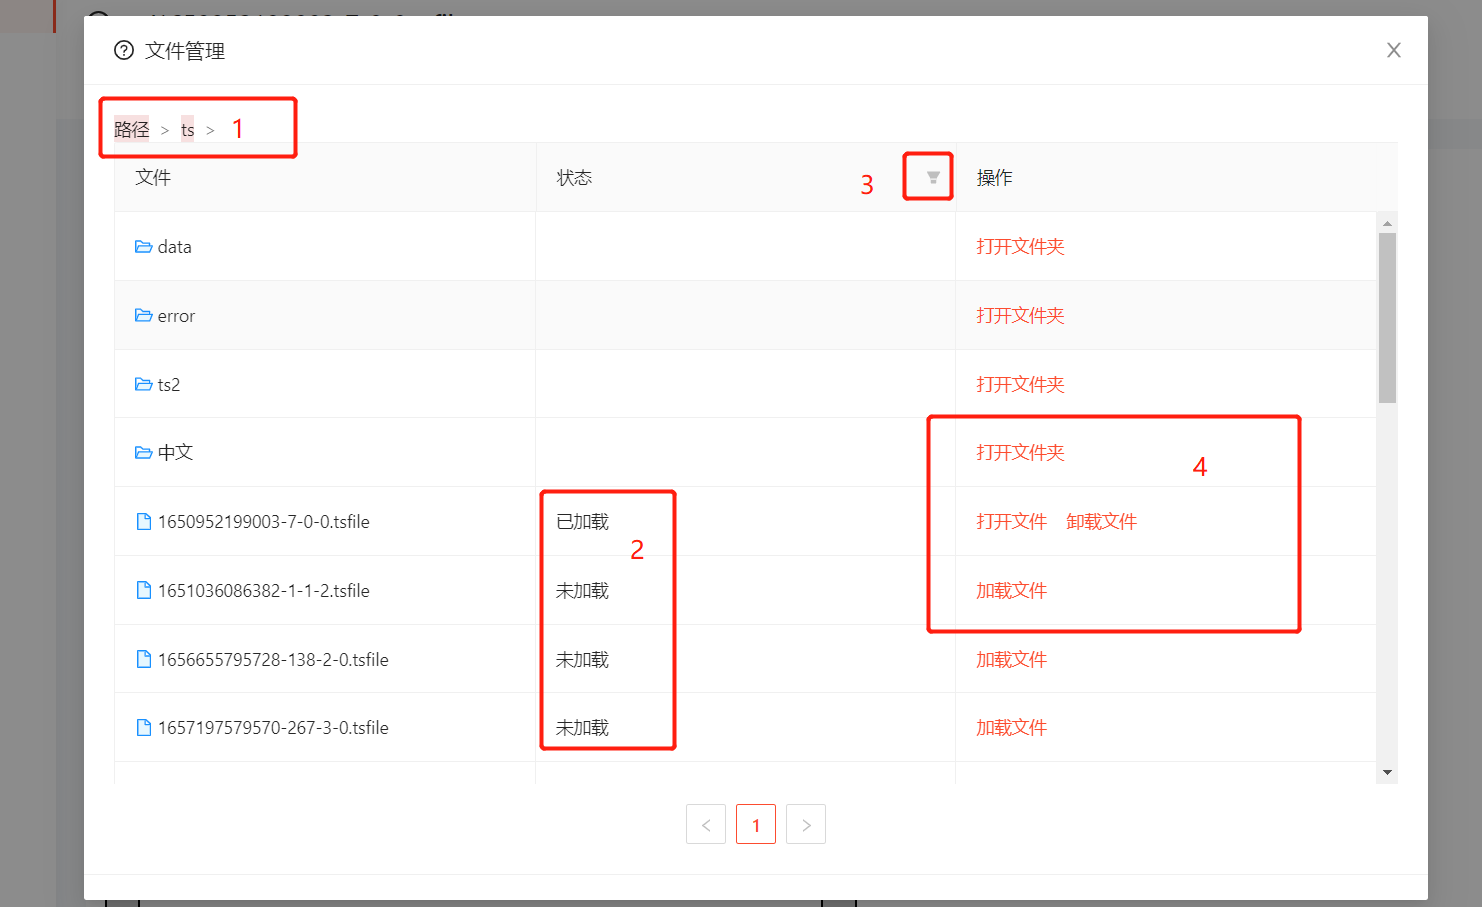 文件管理
路径 > ts > 1
文件 状态 3 操作
data 打开文件夹
error 打开文件夹
ts2 打开文件夹
中文 打开文件夹 4
1650952199003-7-0-0.tsfile 已加载 打开文件 卸载文件
2
1651036086382-1-1-2.tsfile 未加载 加载文件
1656655795728-138-2-0.tsfile 未加载 加载文件
1657197579570-267-3-0.tsfile 未加载 加载文件
< 1 >